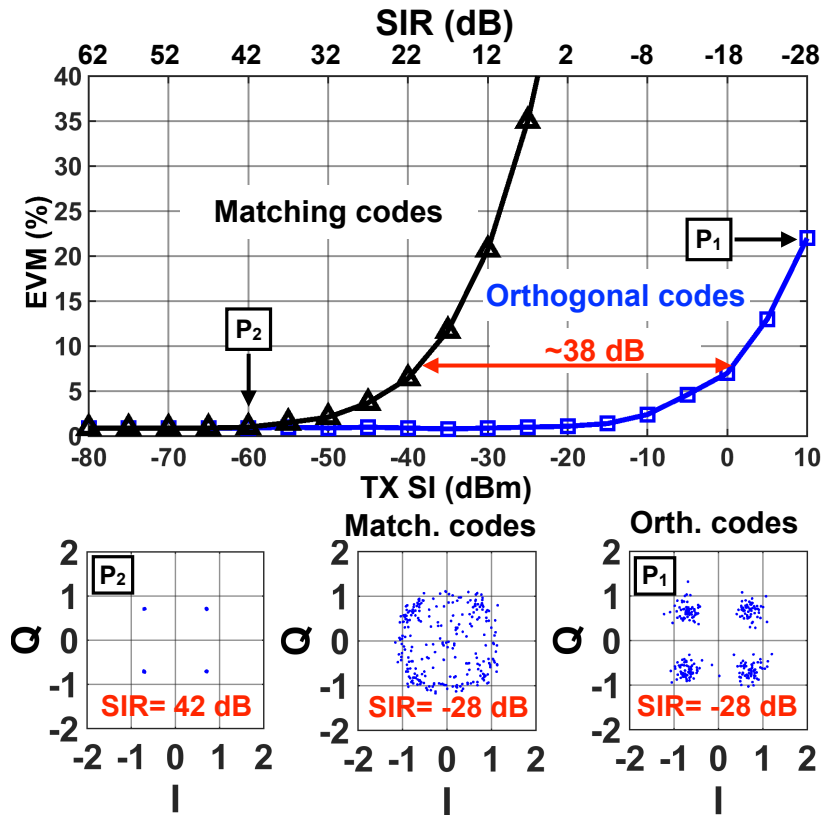 SIR (dB)
62 52 42 32 22 12 2 -8 -18 -28
40
35
30
25
20
15
10
5
0
EVM (%)
Matching codes
P1
Orthogonal codes
P2
~38 dB
-80 -70 -60 -50 -40 -30 -20 -10 0 10
TX SI (dBm)
Match. codes
Orth. codes
2
1
0
-1
-2
Q
P2
SIR= 42 dB
-2 -1 0 1 2
I
2
1
0
-1
-2
Q
SIR= -28 dB
-2 -1 0 1 2
I
2
1
0
-1
-2
Q
P1
SIR= -28 dB
-2 -1 0 1 2
I